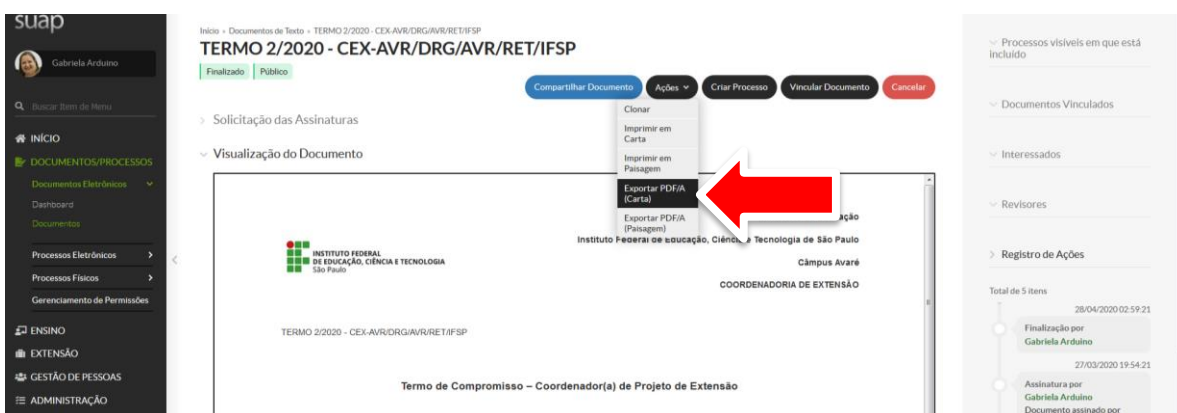 suap
Gabriela Arduino
Buscar Item de Menu
INÍCIO
DOCUMENTOS/PROCESSOS
Documentos Eletrônicos
Dashboard
Documentos
Processos Eletrônicos
Processos Físicos
Gerenciamento de Permissões
ENSINO
EXTENSÃO
GESTÃO DE PESSOAS
ADMINISTRAÇÃO
Início » Documentos de Texto » TERMO 2/2020 - CEX-AVR/DRG/AVR/RET/IFSP
TERMO 2/2020 - CEX-AVR/DRG/AVR/RET/IFSP
Finalizado Público
Compartilhar Documento Ações Criar Processo Vincular Documento Cancelar
Clonar
Imprimir em
Carta
Imprimir em
Paisagem
Exportar PDF/A
(Carta)
Exportar PDF/A
(Paisagem)
Solicitação das Assinaturas
Visualização do Documento
ação
Instituto Federal de Educação, Ciência e Tecnologia de São Paulo
Câmpus Avaré
COORDENADORIA DE EXTENSÃO
INSTITUTO FEDERAL
DE EDUCAÇÃO, CIÊNCIA E TECNOLOGIA
São Paulo
TERMO 2/2020 - CEX-AVR/DRG/AVR/RET/IFSP
Termo de Compromisso – Coordenador(a) de Projeto de Extensão
Processos visíveis em que está
incluído
Documentos Vinculados
Interessados
Revisores
Registro de Ações
Total de 5 itens
28/04/2020 02:59:21
Finalização por
Gabriela Arduino
27/03/2020 19:54:21
Assinatura por
Gabriela Arduino
Documento assinado por